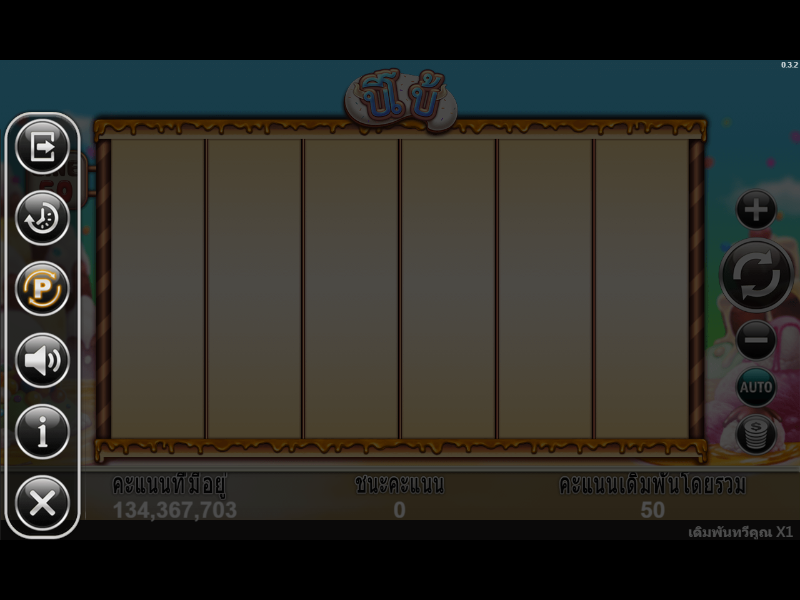 0.3.2
P
i
AUTO
S
คะแนนที่มีอยู่
ชนะคะแนน
คะแนนเดิมพันโดยรวม
134,367,703
0
50
เดิมพันทวีคูณ X1